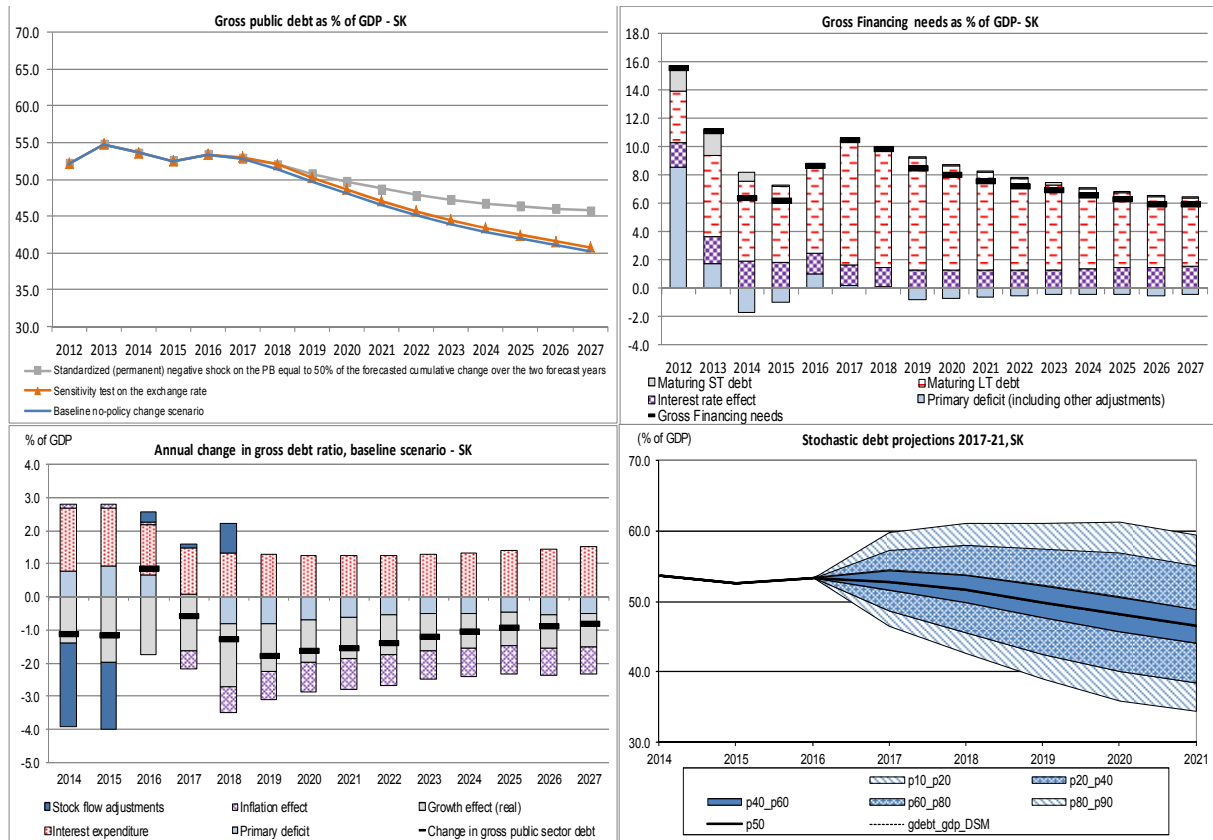 Gross public debt as % of GDP - SK
70.0
65.0
60.0
55.0
50.0
45.0
40.0
35.0
30.0
2012 2013 2014 2015 2016 2017 2018 2019 2020 2021 2022 2023 2024 2025 2026 2027
Standardized (permanent) negative shock on the PB equal to 50% of the forecasted cumulative change over the two forecast years
Sensitivity test on the exchange rate
Baseline no-policy change scenario
Gross Financing needs as % of GDP- SK
18.0
16.0
14.0
12.0
10.0
8.0
6.0
4.0
2.0
0.0
-2.0
-4.0
2012 2013 2014 2015 2016 2017 2018 2019 2020 2021 2022 2023 2024 2025 2026 2027
Maturing ST debt
Maturing LT debt
Interest rate effect
Primary deficit (including other adjustments)
Gross Financing needs
% of GDP
Annual change in gross debt ratio, baseline scenario - SK
4.0
3.0
2.0
1.0
0.0
-1.0
-2.0
-3.0
-4.0
-5.0
2014 2015 2016 2017 2018 2019 2020 2021 2022 2023 2024 2025 2026 2027
Stock flow adjustments
Inflation effect
Growth effect (real)
Interest expenditure
Primary deficit
Change in gross public sector debt
(% of GDP)
Stochastic debt projections 2017-21, SK
70.0
60.0
50.0
40.0
30.0
2014 2015 2016 2017 2018 2019 2020 2021
p10_p20
p20_p40
p40_p60
p60_p80
p80_p90
p50
gdebt_gdp_DSM